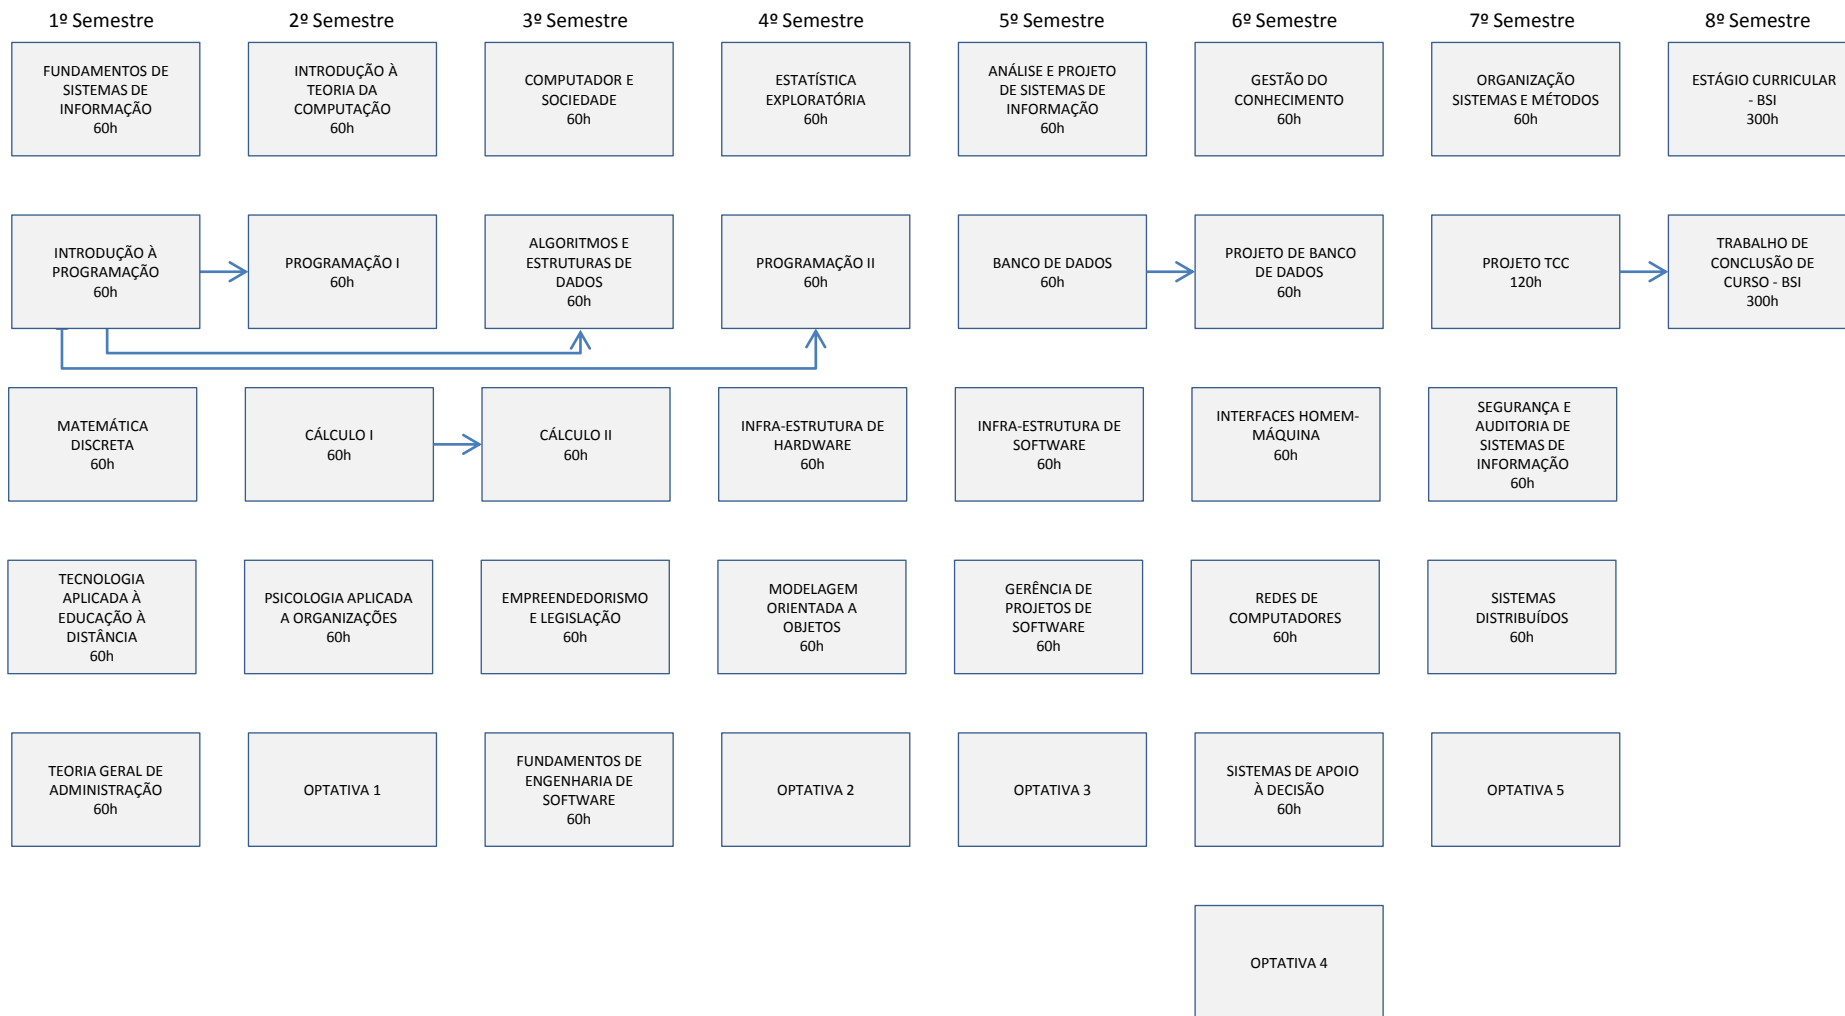 1º Semestre
2º Semestre
3º Semestre
4º Semestre
5º Semestre
6º Semestre
7º Semestre
8º Semestre
FUNDAMENTOS DE
SISTEMAS DE
INFORMAÇÃO
60h
INTRODUÇÃO À
TEORIA DA
COMPUTAÇÃO
60h
COMPUTADOR E
SOCIEDADE
60h
ESTATÍSTICA
EXPLORATÓRIA
60h
ANÁLISE E PROJETO
DE SISTEMAS DE
INFORMAÇÃO
60h
GESTÃO DO
CONHECIMENTO
60h
ORGANIZAÇÃO
SISTEMAS E MÉTODOS
60h
ESTÁGIO CURRICULAR
- BSI
300h
INTRODUÇÃO À
PROGRAMAÇÃO
60h
PROGRAMAÇÃO I
60h
ALGORITMOS E
ESTRUTURAS DE
DADOS
60h
PROGRAMAÇÃO II
60h
BANCO DE DADOS
60h
PROJETO DE BANCO
DE DADOS
60h
PROJETO TCC
120h
TRABALHO DE
CONCLUSÃO DE
CURSO - BSI
300h
MATEMÁTICA
DISCRETA
60h
CÁLCULO I
60h
CÁLCULO II
60h
INFRA-ESTRUTURA DE
HARDWARE
60h
INFRA-ESTRUTURA DE
SOFTWARE
60h
INTERFACES HOMEM-
MÁQUINA
60h
SEGURANÇA E
AUDITORIA DE
SISTEMAS DE
INFORMAÇÃO
60h
TECNOLOGIA
APLICADA À
EDUCAÇÃO À
DISTÂNCIA
60h
PSICOLOGIA APLICADA
A ORGANIZAÇÕES
60h
EMPREENDEDORISMO
E LEGISLAÇÃO
60h
MODELAGEM
ORIENTADA A
OBJETOS
60h
GERÊNCIA DE
PROJETOS DE
SOFTWARE
60h
REDES DE
COMPUTADORES
60h
SISTEMAS
DISTRIBUÍDOS
60h
TEORIA GERAL DE
ADMINISTRAÇÃO
60h
OPTATIVA 1
FUNDAMENTOS DE
ENGENHARIA DE
SOFTWARE
60h
OPTATIVA 2
OPTATIVA 3
SISTEMAS DE APOIO
À DECISÃO
60h
OPTATIVA 5
OPTATIVA 4